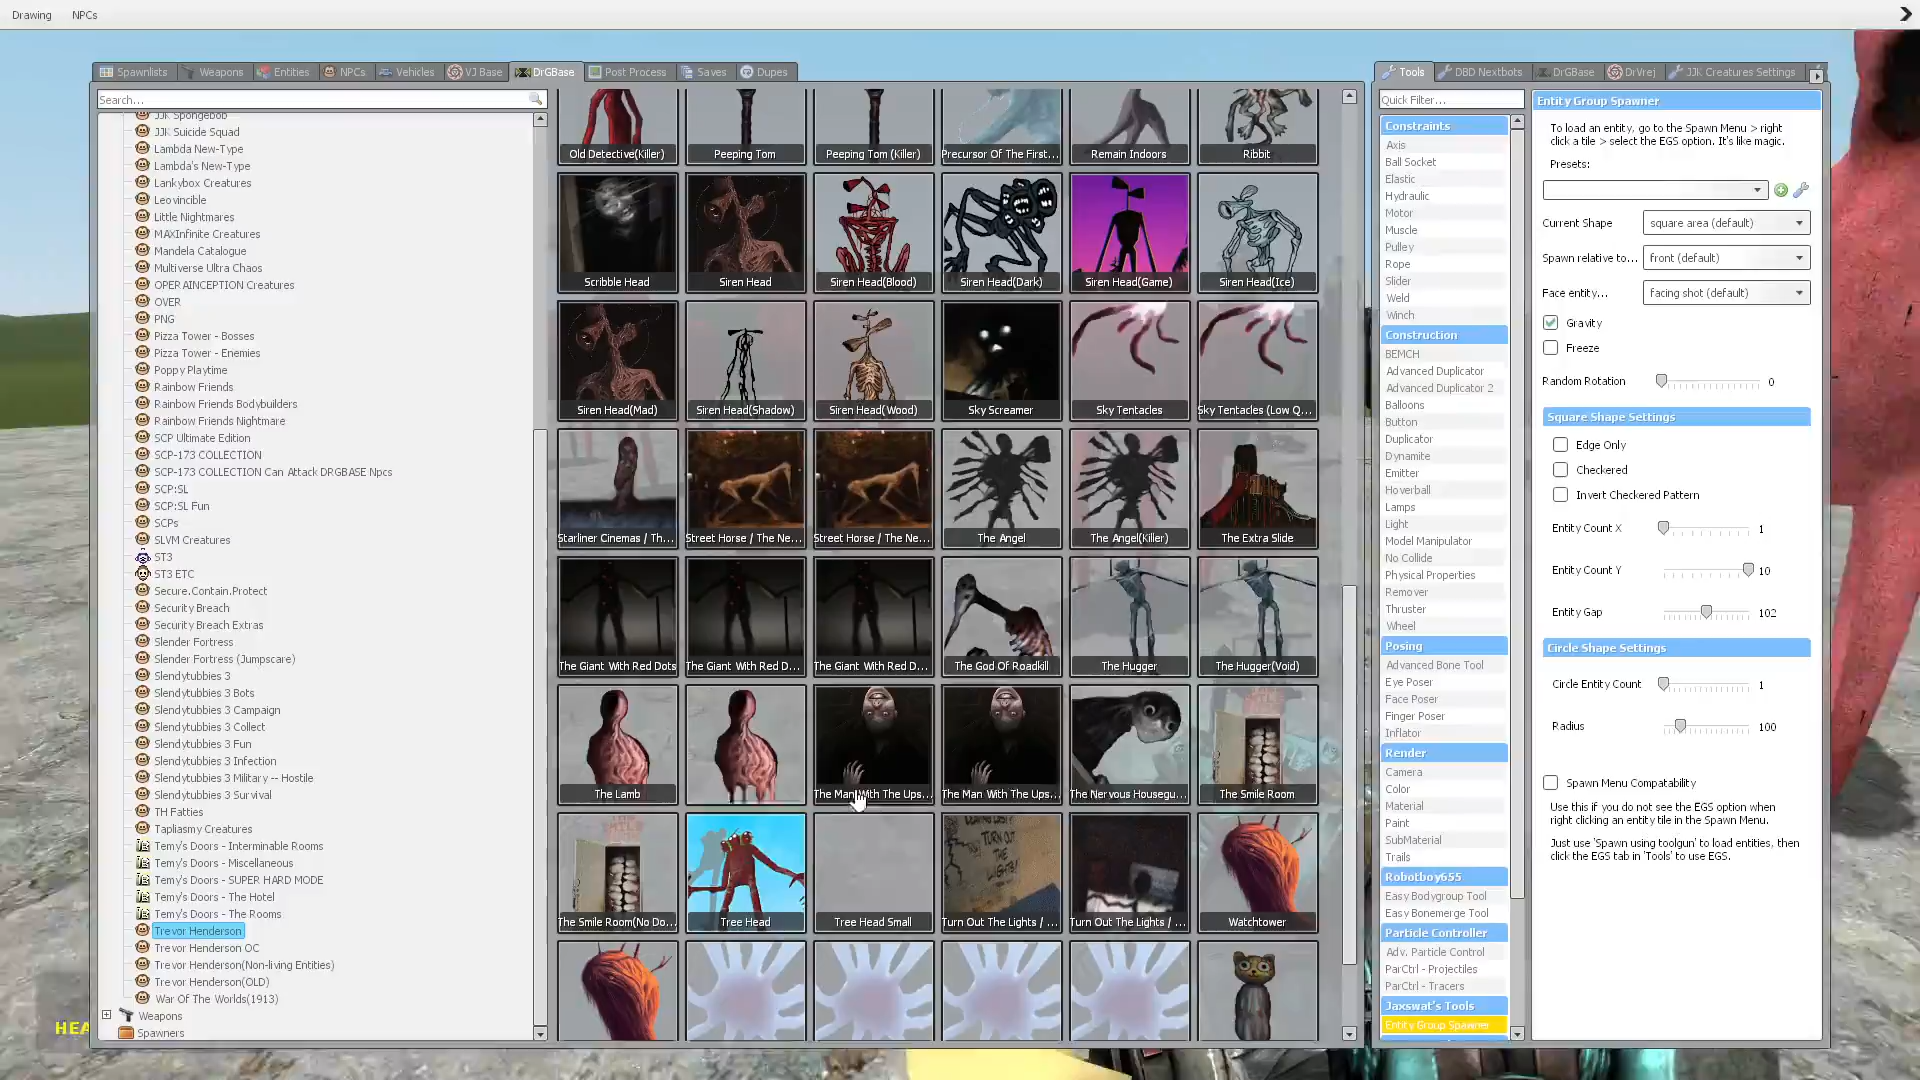 Drawing NPCs
Spawnlists Weapons Entities NPCs Vehicles VJ Base DrGBase Post Process Saves Dupes
Search...
JJK Spongebob
JJK Suicide Squad
Lambda New-Type
Lambda's New-Type
Lankybox Creatures
Leovincible
Little Nightmares
MAXInfinite Creatures
Mandela Catalogue
Multiverse Ultra Chaos
OPERAINCEPTION Creatures
OVER
PNG
Pizza Tower - Bosses
Pizza Tower - Enemies
Poppy Playtime
Rainbow Friends
Rainbow Friends Bodybuilders
Rainbow Friends Nightmare
SCP Ultimate Edition
SCP-173 COLLECTION
SCP-173 COLLECTION Can Attack DRGBASE Npcs
SCP:SL
SCP:SL Fun
SCPs
SLVM Creatures
ST3
ST3 ETC
Secure.Contain.Protect
Security Breach
Security Breach Extras
Slender Fortress
Slender Fortress (Jumpscare)
Slendytubbies 3
Slendytubbies 3 Bots
Slendytubbies 3 Campaign
Slendytubbies 3 Collect
Slendytubbies 3 Fun
Slendytubbies 3 Infection
Slendytubbies 3 Military -- Hostile
Slendytubbies 3 Survival
TH Fatties
Tapliasmy Creatures
Temy's Doors - Interminable Rooms
Temy's Doors - Miscellaneous
Temy's Doors - SUPER HARD MODE
Temy's Doors - The Hotel
Temy's Doors - The Rooms
Trevor Henderson
Trevor Henderson OC
Trevor Henderson(Non-living Entities)
Trevor Henderson(OLD)
War Of The Worlds(1913)
Weapons
Spawners
HEA
Old Detective(Killer) Peeping Tom Peeping Tom (Killer) Precursor Of The First... Remain Indoors Ribbit
Scribble Head Siren Head Siren Head(Blood) Siren Head(Dark) Siren Head(Game) Siren Head(Ice)
Siren Head(Mad) Siren Head(Shadow) Siren Head(Wood) Sky Screamer Sky Tentacles Sky Tentacles (Low Q...
Starliner Cinemas / Th... Street Horse / The Ne... Street Horse / The Ne... The Angel The Angel(Killer) The Extra Slide
The Giant With Red Dots The Giant With Red D... The Giant With Red D... The God Of Roadkill The Hugger The Hugger(Void)
The Lamb The Man With The Ups... The Man With The Ups... The Nervous Housegu... The Smile Room
The Smile Room(No Do... Tree Head Tree Head Small Turn Out The Lights / ... Turn Out The Lights / ... Watchtower
TURN OUT THE LIGHTS
Tools DBD Nextbots DrGBase DrVrej JJK Creatures Settings
Quick Filter...
Constraints
Axis
Ball Socket
Elastic
Hydraulic
Motor
Muscle
Pulley
Rope
Slider
Weld
Winch
Construction
BEMCH
Advanced Duplicator
Advanced Duplicator 2
Balloons
Button
Duplicator
Dynamite
Emitter
Hoverball
Lamps
Light
Model Manipulator
No Collide
Physical Properties
Remover
Thruster
Wheel
Posing
Advanced Bone Tool
Eye Poser
Face Poser
Finger Poser
Inflator
Render
Camera
Color
Material
Paint
SubMaterial
Trails
Robotboy655
Easy Bodygroup Tool
Easy Bonemerge Tool
Particle Controller
Adv. Particle Control
ParCtrl - Projectiles
ParCtrl - Tracers
Jaxswat's Tools
Entity Group Spawner
Entity Group Spawner
To load an entity, go to the Spawn Menu > right
click a tile > select the EGS option. It's like magic.
Presets:
Current Shape square area (default)
Spawn relative to... front (default)
Face entity... facing shot (default)
Gravity
Freeze
Random Rotation 0
Square Shape Settings
Edge Only
Checkered
Invert Checkered Pattern
Entity Count X 1
Entity Count Y 10
Entity Gap 102
Circle Shape Settings
Circle Entity Count 1
Radius 100
Spawn Menu Compatability
Use this if you do not see the EGS option when
right clicking an entity tile in the Spawn Menu.
Just use 'Spawn using toolgun' to load entities, then
click the EGS tab in 'Tools' to use EGS.